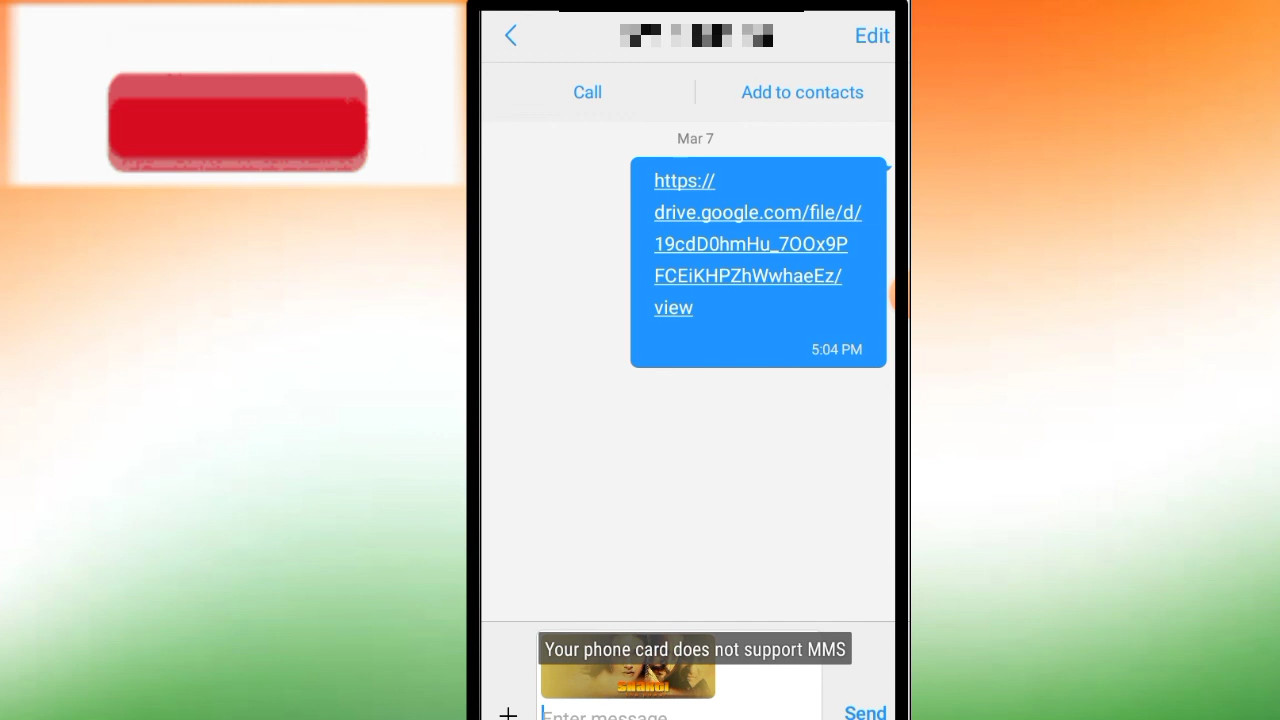 Edit
Call
Add to contacts
Mar 7
https://
drive.google.com/file/d/
19cdD0hmHu_7OOx9P
FCEiKHPZhWwhaeEz/
view
5:04 PM
Your phone card does not support MMS
Enter message
Send